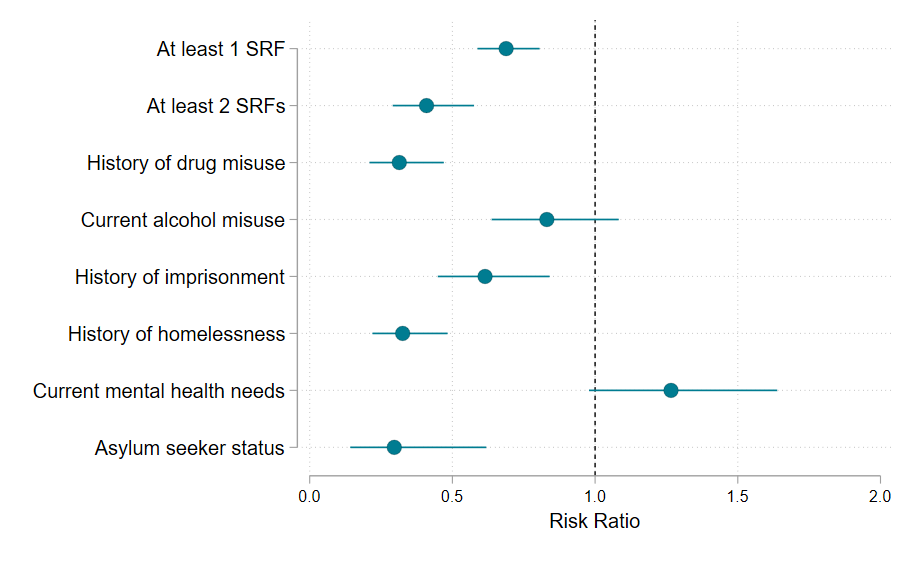 At least 1 SRF
At least 2 SRFs
History of drug misuse
Current alcohol misuse
History of imprisonment
History of homelessness
Current mental health needs
Asylum seeker status
0.0 0.5 1.0 1.5 2.0
Risk Ratio